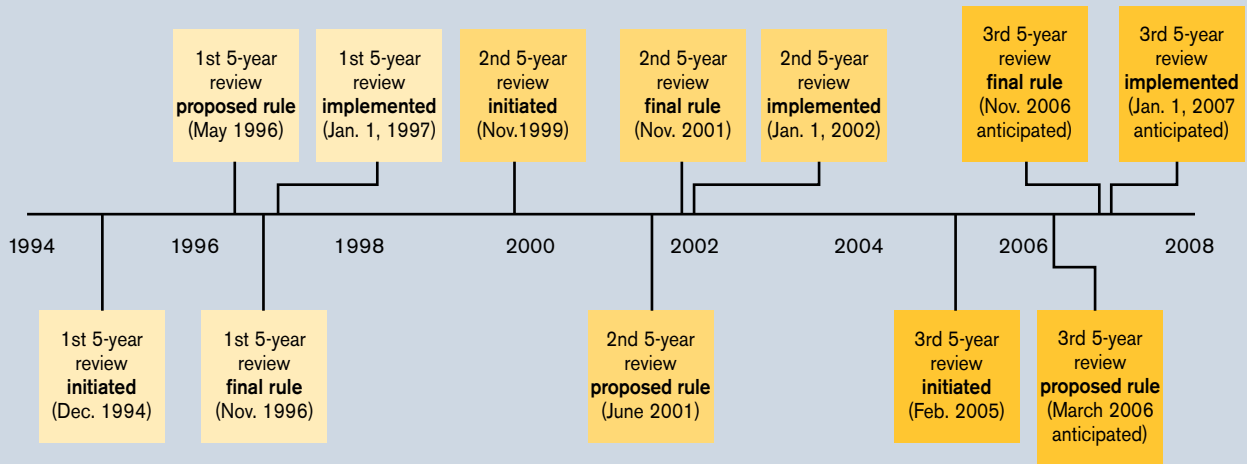 1st 5-year
review
proposed rule
(May 1996)
1st 5-year
review
implemented
(Jan. 1, 1997)
2nd 5-year
review
initiated
(Nov.1999)
2nd 5-year
review
final rule
(Nov. 2001)
2nd 5-year
review
implemented
(Jan. 1, 2002)
3rd 5-year
review
final rule
(Nov. 2006
anticipated)
3rd 5-year
review
implemented
(Jan. 1, 2007
anticipated)
1994 1996 1998 2000 2002 2004 2006 2008
1st 5-year
review
initiated
(Dec. 1994)
1st 5-year
review
final rule
(Nov. 1996)
2nd 5-year
review
proposed rule
(June 2001)
3rd 5-year
review
initiated
(Feb. 2005)
3rd 5-year
review
proposed rule
(March 2006
anticipated)